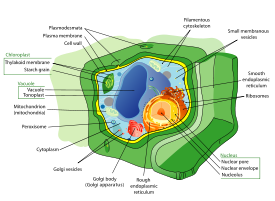 Plasmodesmata
Plasma membrane
Cell wall
Chloroplast
Thylakoid membrane
Starch grain
Vacuole
Vacuole
Tonoplast
Mitochondrion
(mitochondria)
Peroxisome
Cytoplasm
Golgi vesicles
Golgi body
(Golgi apparatus)
Rough
endoplasmic
reticulum
Filamentous
cytoskeleton
Small membranous
vesicles
Smooth
endoplasmic
reticulum
Ribosomes
Nucleus
Nuclear pore
Nuclear envelope
Nucleolus